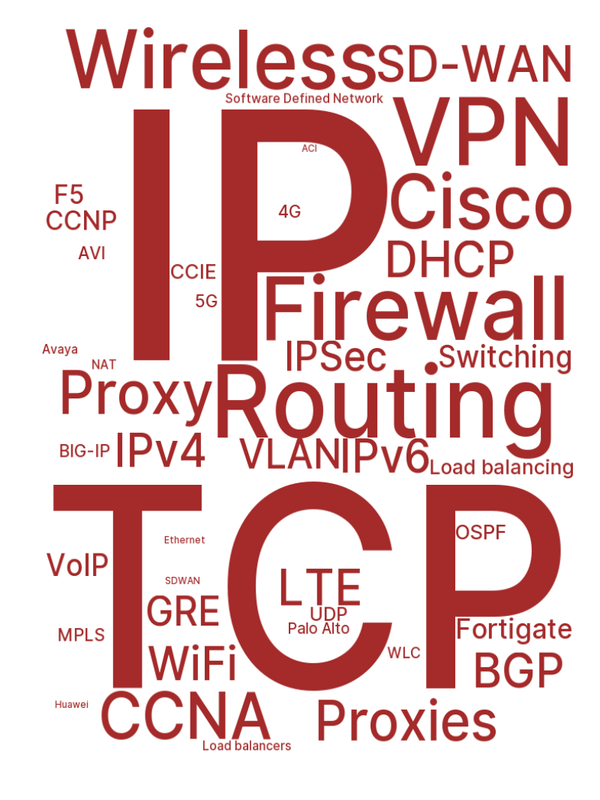 Wireless
SD-WAN
Software Defined Network
IP
VPN
ACI
F5
Cisco
4G
CCNP
AVI
DHCP
CCIE
5G
Firewall
Avaya
IPSec
Switching
NAT
Proxy
Routing
BIG-IP
IPv4
VLAN
IPv6
Load balancing
TCP
OSPF
Ethernet
VoIP
SDWAN
LTE
GRE
UDP
Palo Alto
Fortigate
MPLS
WLC
WiFi
BGP
Huawei
CCNA
Proxies
Load balancers